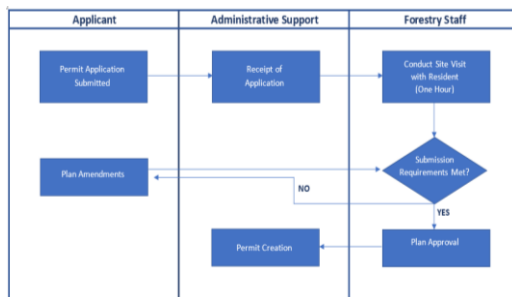 Applicant
Administrative Support
Forestry Staff
Permit Application
Submitted
Receipt of
Application
Conduct Site Visit
with Resident
(One Hour)
Plan Amendments
Submission
Requirements Met?
NO
YES
Permit Creation
Plan Approval